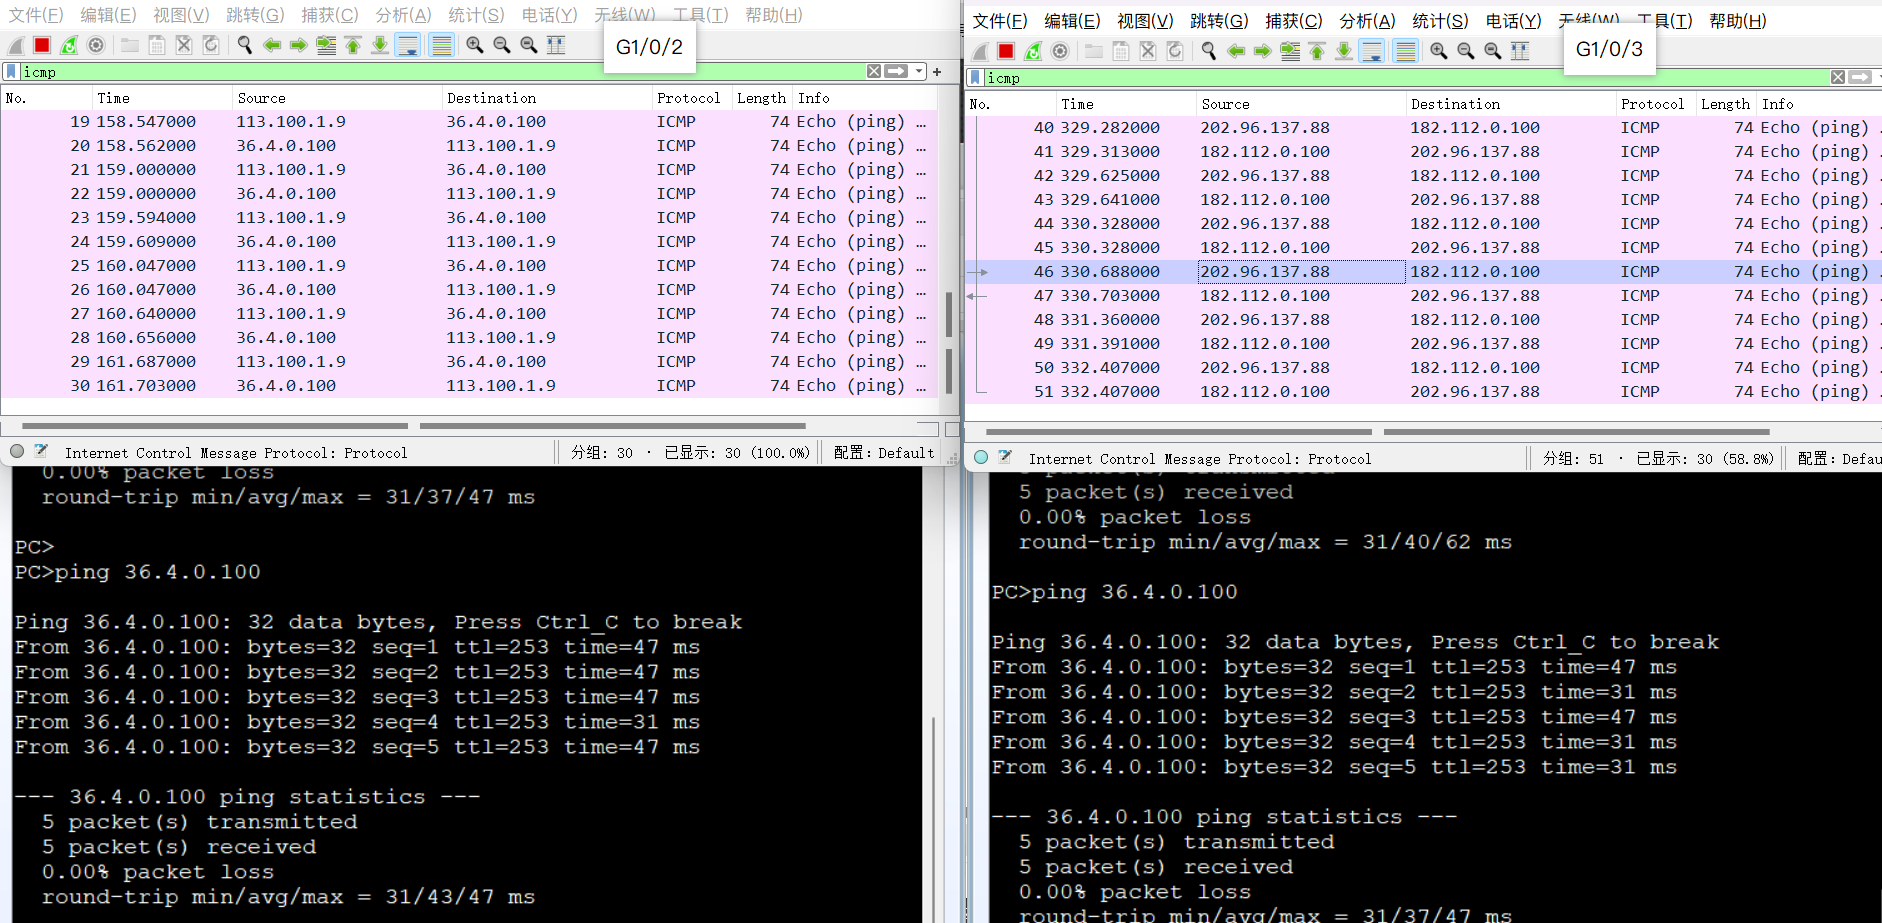 文件(F) 编辑(E) 视图(V) 跳转(G) 捕获(C) 分析(A) 统计(S) 电话(Y) 无线(W) 工具(T) 帮助(H)
G1/0/2
icmp
No. Time Source Destination Protocol Length Info
19 158.547000 113.100.1.9 36.4.0.100 ICMP 74 Echo (ping) …
20 158.562000 36.4.0.100 113.100.1.9 ICMP 74 Echo (ping) …
21 159.000000 113.100.1.9 36.4.0.100 ICMP 74 Echo (ping) …
22 159.000000 36.4.0.100 113.100.1.9 ICMP 74 Echo (ping) …
23 159.594000 113.100.1.9 36.4.0.100 ICMP 74 Echo (ping) …
24 159.609000 36.4.0.100 113.100.1.9 ICMP 74 Echo (ping) …
25 160.047000 113.100.1.9 36.4.0.100 ICMP 74 Echo (ping) …
26 160.047000 36.4.0.100 113.100.1.9 ICMP 74 Echo (ping) …
27 160.640000 113.100.1.9 36.4.0.100 ICMP 74 Echo (ping) …
28 160.656000 36.4.0.100 113.100.1.9 ICMP 74 Echo (ping) …
29 161.687000 113.100.1.9 36.4.0.100 ICMP 74 Echo (ping) …
30 161.703000 36.4.0.100 113.100.1.9 ICMP 74 Echo (ping) …
Internet Control Message Protocol: Protocol 分组: 30 · 已显示: 30 (100.0%) 配置: Default
0.00% packet loss
round-trip min/avg/max = 31/37/47 ms
PC>
PC>ping 36.4.0.100
Ping 36.4.0.100: 32 data bytes, Press Ctrl_C to break
From 36.4.0.100: bytes=32 seq=1 ttl=253 time=47 ms
From 36.4.0.100: bytes=32 seq=2 ttl=253 time=47 ms
From 36.4.0.100: bytes=32 seq=3 ttl=253 time=47 ms
From 36.4.0.100: bytes=32 seq=4 ttl=253 time=31 ms
From 36.4.0.100: bytes=32 seq=5 ttl=253 time=47 ms
--- 36.4.0.100 ping statistics ---
5 packet(s) transmitted
5 packet(s) received
0.00% packet loss
round-trip min/avg/max = 31/43/47 ms
文件(F) 编辑(E) 视图(V) 跳转(G) 捕获(C) 分析(A) 统计(S) 电话(Y) 无线(W) 工具(T) 帮助(H)
G1/0/3
icmp
No. Time Source Destination Protocol Length Info
40 329.282000 202.96.137.88 182.112.0.100 ICMP 74 Echo (ping) .
41 329.313000 182.112.0.100 202.96.137.88 ICMP 74 Echo (ping) .
42 329.625000 202.96.137.88 182.112.0.100 ICMP 74 Echo (ping) .
43 329.641000 182.112.0.100 202.96.137.88 ICMP 74 Echo (ping) .
44 330.328000 202.96.137.88 182.112.0.100 ICMP 74 Echo (ping) .
45 330.328000 182.112.0.100 202.96.137.88 ICMP 74 Echo (ping) .
46 330.688000 202.96.137.88 182.112.0.100 ICMP 74 Echo (ping) .
47 330.703000 182.112.0.100 202.96.137.88 ICMP 74 Echo (ping) .
48 331.360000 202.96.137.88 182.112.0.100 ICMP 74 Echo (ping) .
49 331.391000 182.112.0.100 202.96.137.88 ICMP 74 Echo (ping) .
50 332.407000 202.96.137.88 182.112.0.100 ICMP 74 Echo (ping) .
51 332.407000 182.112.0.100 202.96.137.88 ICMP 74 Echo (ping) .
Internet Control Message Protocol: Protocol 分组: 51 · 已显示: 30 (58.8%) 配置: Defau
5 packet(s) received
0.00% packet loss
round-trip min/avg/max = 31/40/62 ms
PC>ping 36.4.0.100
Ping 36.4.0.100: 32 data bytes, Press Ctrl_C to break
From 36.4.0.100: bytes=32 seq=1 ttl=253 time=47 ms
From 36.4.0.100: bytes=32 seq=2 ttl=253 time=31 ms
From 36.4.0.100: bytes=32 seq=3 ttl=253 time=47 ms
From 36.4.0.100: bytes=32 seq=4 ttl=253 time=31 ms
From 36.4.0.100: bytes=32 seq=5 ttl=253 time=31 ms
--- 36.4.0.100 ping statistics ---
5 packet(s) transmitted
5 packet(s) received
0.00% packet loss
round-trip min/avg/max = 31/37/47 ms